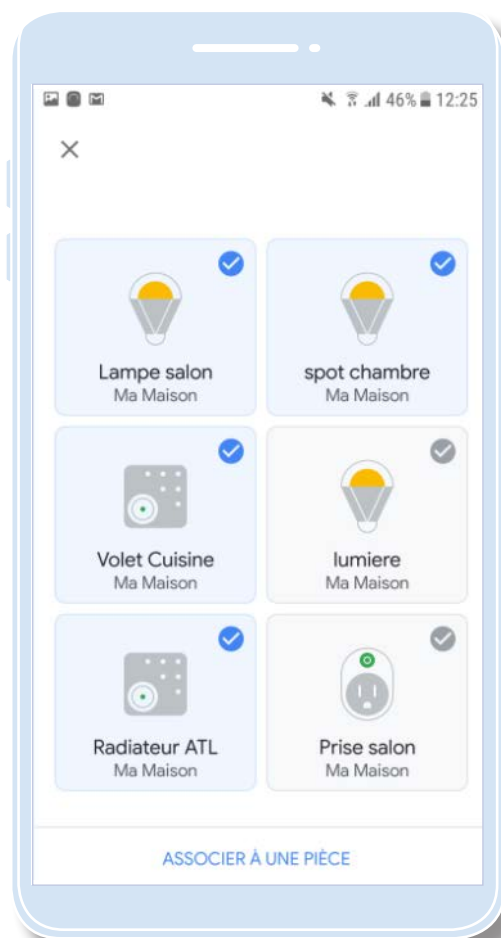 46% 12:25
Lampe salon
Ma Maison
spot chambre
Ma Maison
Volet Cuisine
Ma Maison
lumiere
Ma Maison
Radiateur ATL
Ma Maison
Prise salon
Ma Maison
ASSOCIER À UNE PIÈCE